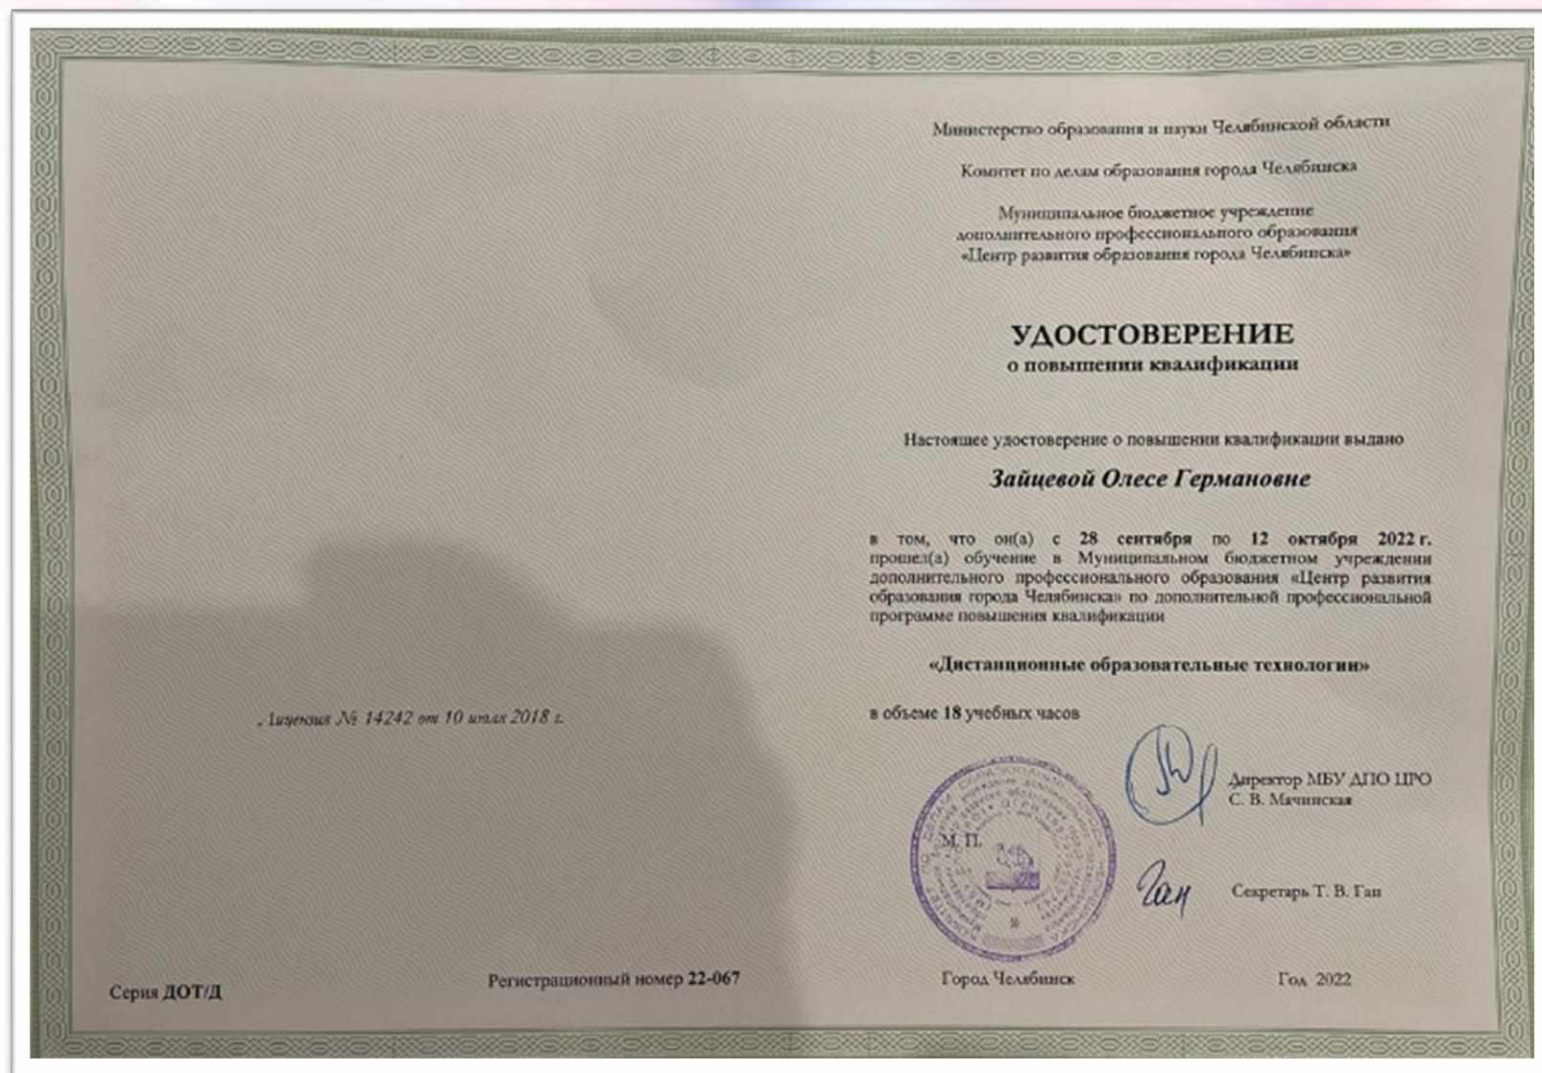 Министерство образования и науки Челябинской области
Комитет по делам образования города Челябинска
Муниципальное бюджетное учреждение
дополнительного профессионального образования
«Центр развития образования города Челябинска»
УДОСТОВЕРЕНИЕ
о повышении квалификации
Настоящее удостоверение о повышении квалификации выдано
Зайцевой Олесе Германовне
в том, что он(а) с 28 сентября по 12 октября 2022 г.
прошел(а) обучение в Муниципальном бюджетном учреждении
дополнительного профессионального образования «Центр развития
образования города Челябинска» по дополнительной профессиональной
программе повышения квалификации
«Дистанционные образовательные технологии»
в объеме 18 учебных часов
Лицензия № 14242 от 10 июля 2018 г.
Директор МБУ ДПО ЦРО
С. В. Мачинская
М. П.
Ган
Секретарь Т. В. Ган
Серия ДОТ/Д
Регистрационный номер 22-067
Город Челябинск
Год 2022